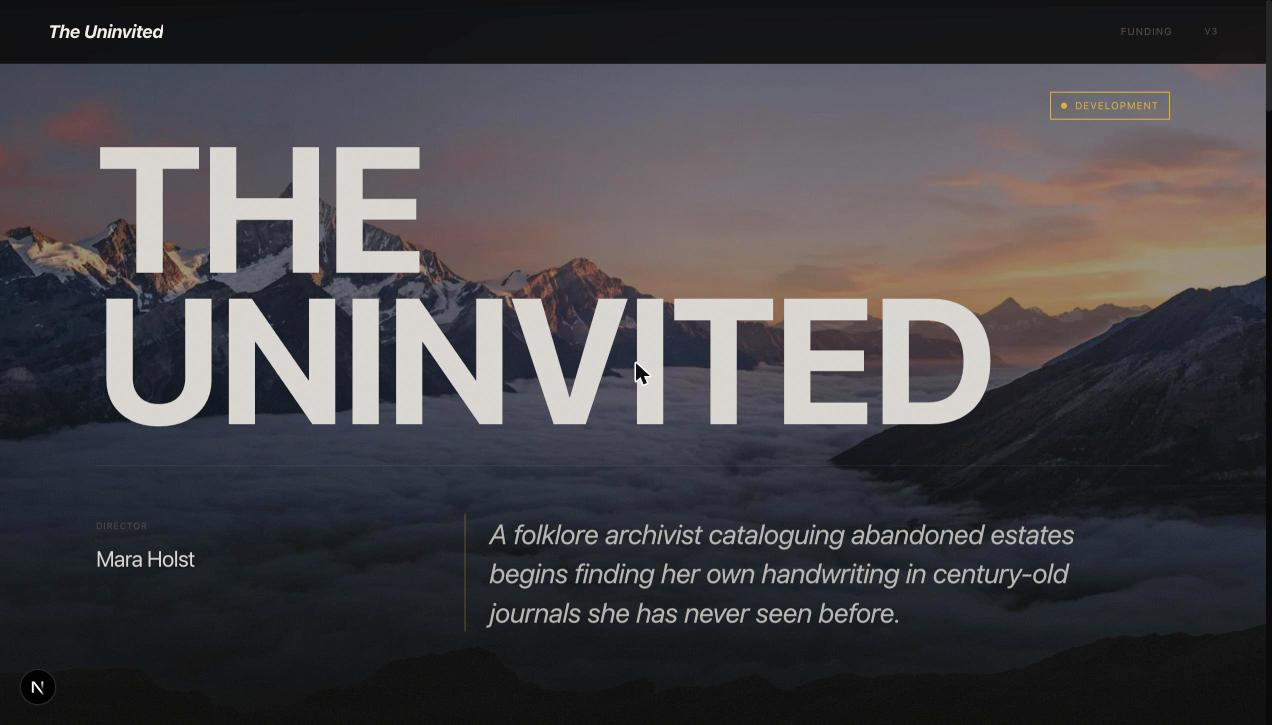 The Uninvited
FUNDING
V3
DEVELOPMENT
THE
UNINVITED
DIRECTOR
Mara Holst
A folklore archivist cataloguing abandoned estates
begins finding her own handwriting in century-old
journals she has never seen before.
N